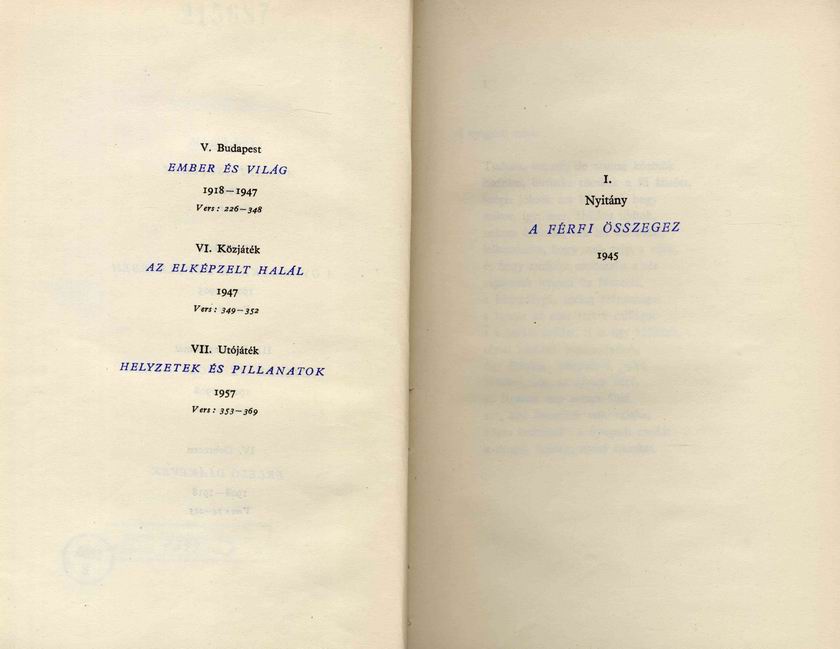 V. Budapest
EMBER ÉS VILÁG
1918–1947
Vers: 226–348
VI. Közjáték
AZ ELKÉPZELT HALÁL
1947
Vers: 349–352
VII. Utójáték
HELYZETEK ÉS PILLANATOK
1957
Vers: 353–369
I.
Nyitány
A FÉRFI ÖSSZEGEZ
1945